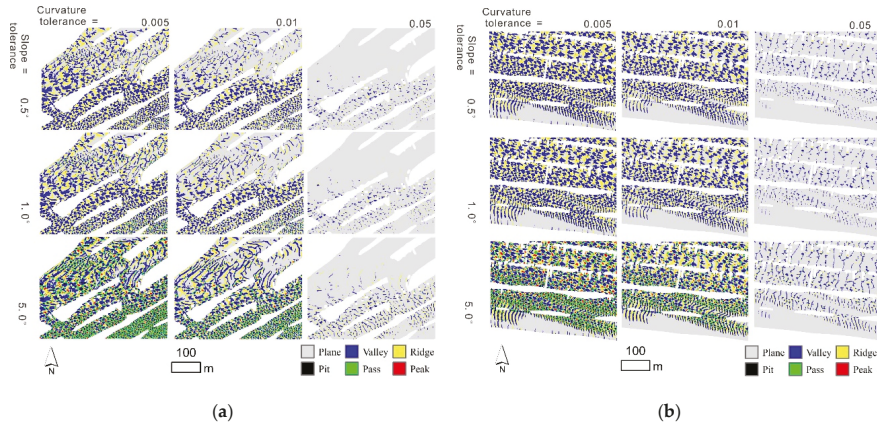 Curvature
tolerance =
0.005
0.01
0.05
Slope =
tolerance
0.5°
1.0°
5.0°
N
100
m
Plane
Valley
Ridge
Pit
Pass
Peak
(a)
Curvature
tolerance =
0.005
0.01
0.05
Slope =
tolerance
0.5°
1.0°
5.0°
N
100
m
Plane
Valley
Ridge
Pit
Pass
Peak
(b)